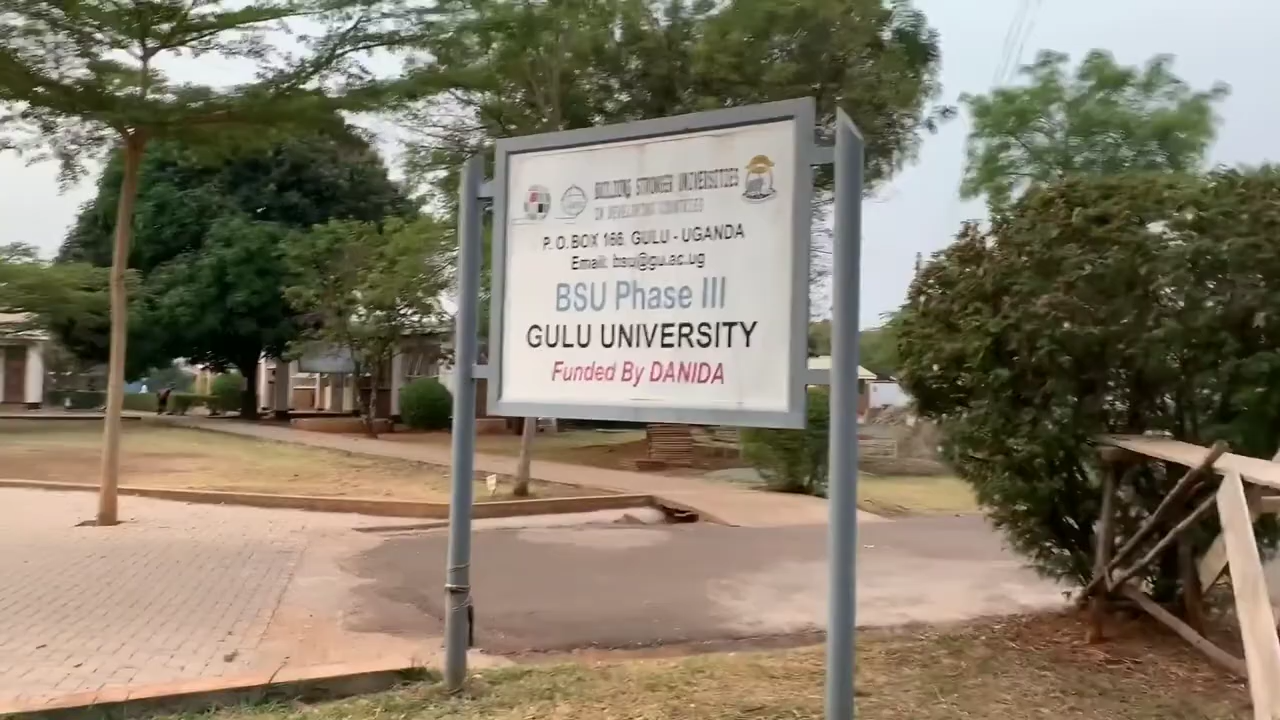 BUILDING STRONGER UNIVERSITIES
IN DEVELOPING COUNTRIES
P. O. BOX 166, GULU - UGANDA
Email: bsu@gu.ac.ug
BSU Phase III
GULU UNIVERSITY
Funded By DANIDA